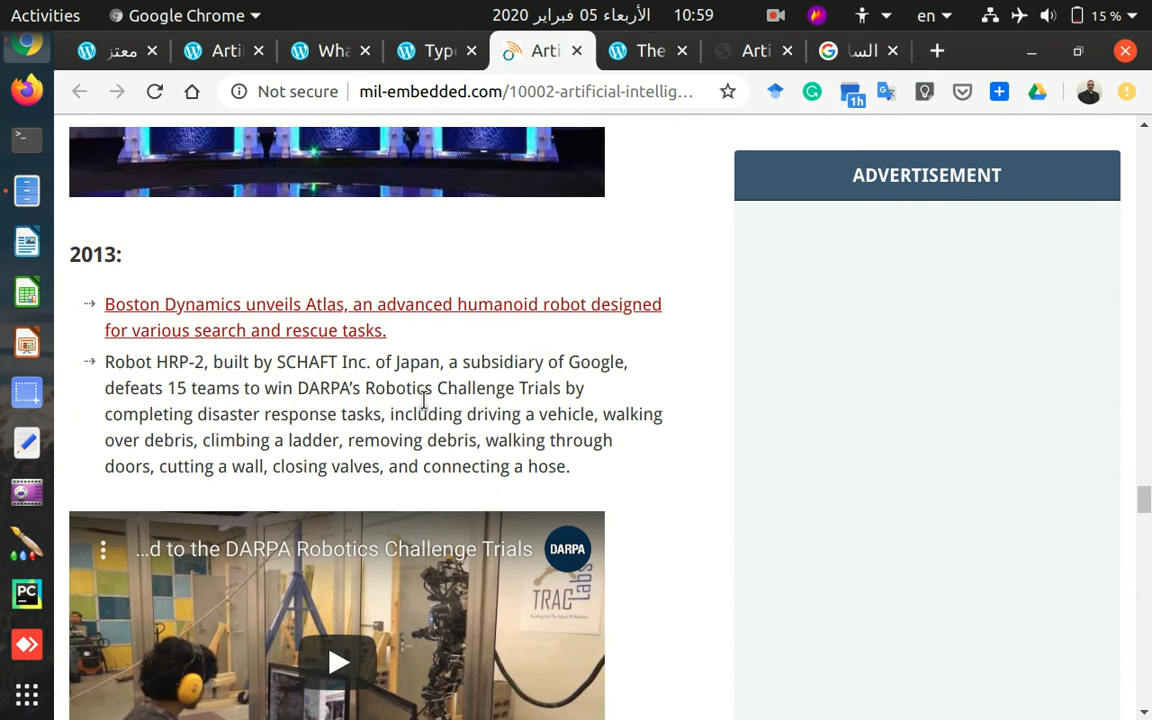 Activities Google Chrome الأربعاء 05 فبراير 2020 10:59 en 15 %
معتز Arti Wha Type Arti The Arti السا
Not secure mil-embedded.com/10002-artificial-intellig... 1h
ADVERTISEMENT
2013:
Boston Dynamics unveils Atlas, an advanced humanoid robot designed
for various search and rescue tasks.
Robot HRP-2, built by SCHAFT Inc. of Japan, a subsidiary of Google,
defeats 15 teams to win DARPA's Robotics Challenge Trials by
completing disaster response tasks, including driving a vehicle, walking
over debris, climbing a ladder, removing debris, walking through
doors, cutting a wall, closing valves, and connecting a hose.
...d to the DARPA Robotics Challenge Trials DARPA
TRAC
Labs
PC